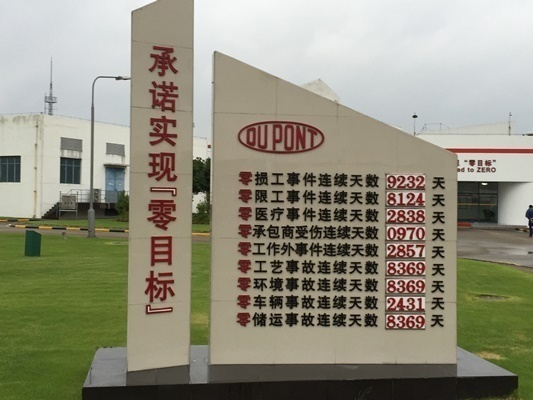 承诺实现『零目标』
DUPONT
零损工事件连续天数 9232 天
零限工事件连续天数 8124 天
零医疗事件连续天数 2838 天
零承包商受伤连续天数 0970 天
零工作外事件连续天数 2857 天
零工艺事故连续天数 8369 天
零环境事故连续天数 8369 天
零车辆事故连续天数 2431 天
零储运事故连续天数 8369 天
"零目标"
ed to ZERO